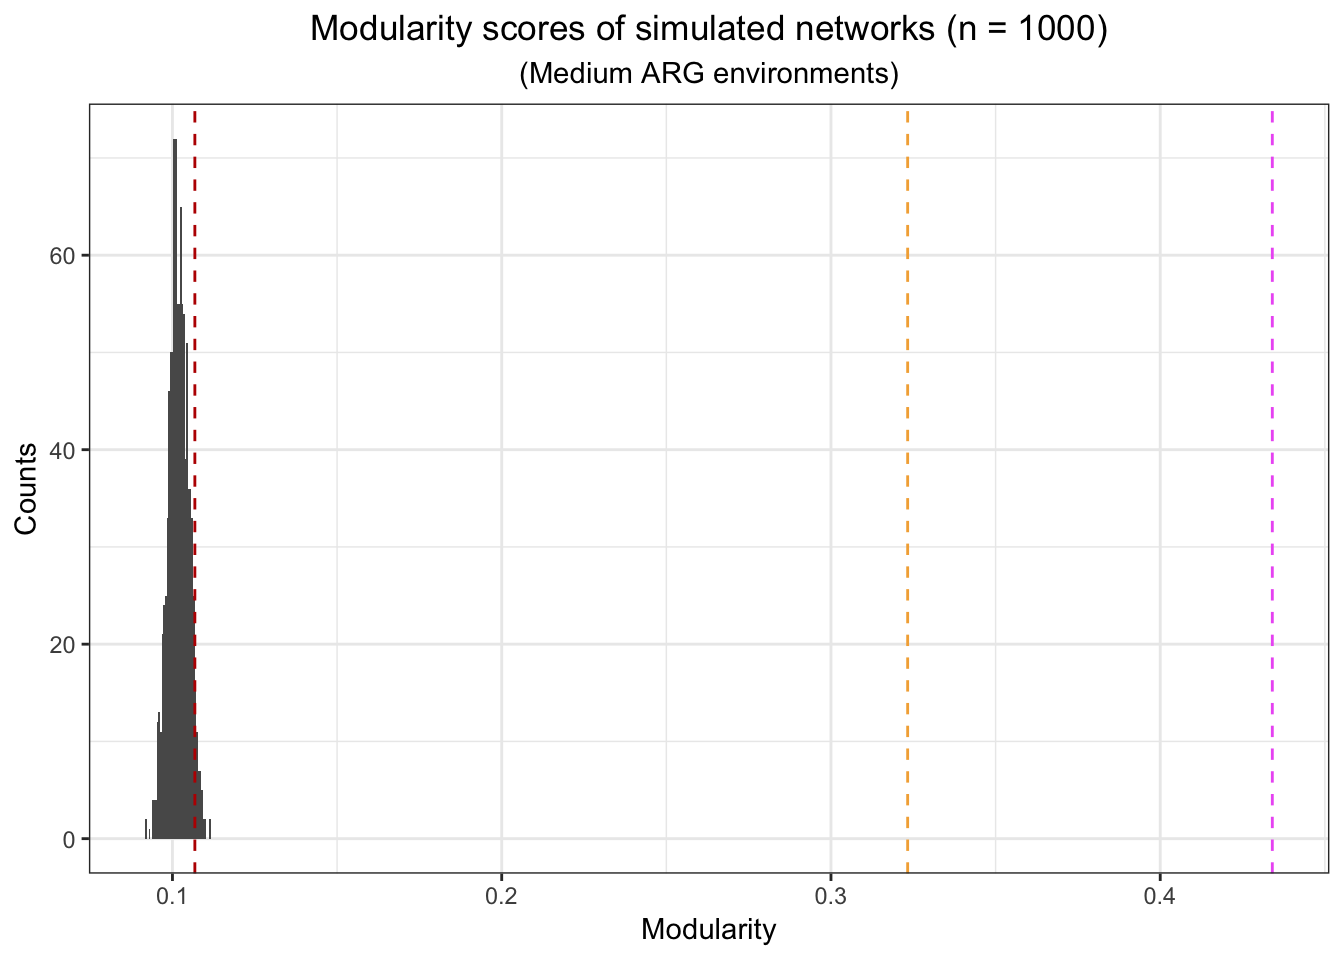 Modularity scores of simulated networks (n = 1000)
(Medium ARG environments)
60
40
20
0
Counts
0.1 0.2 0.3 0.4
Modularity